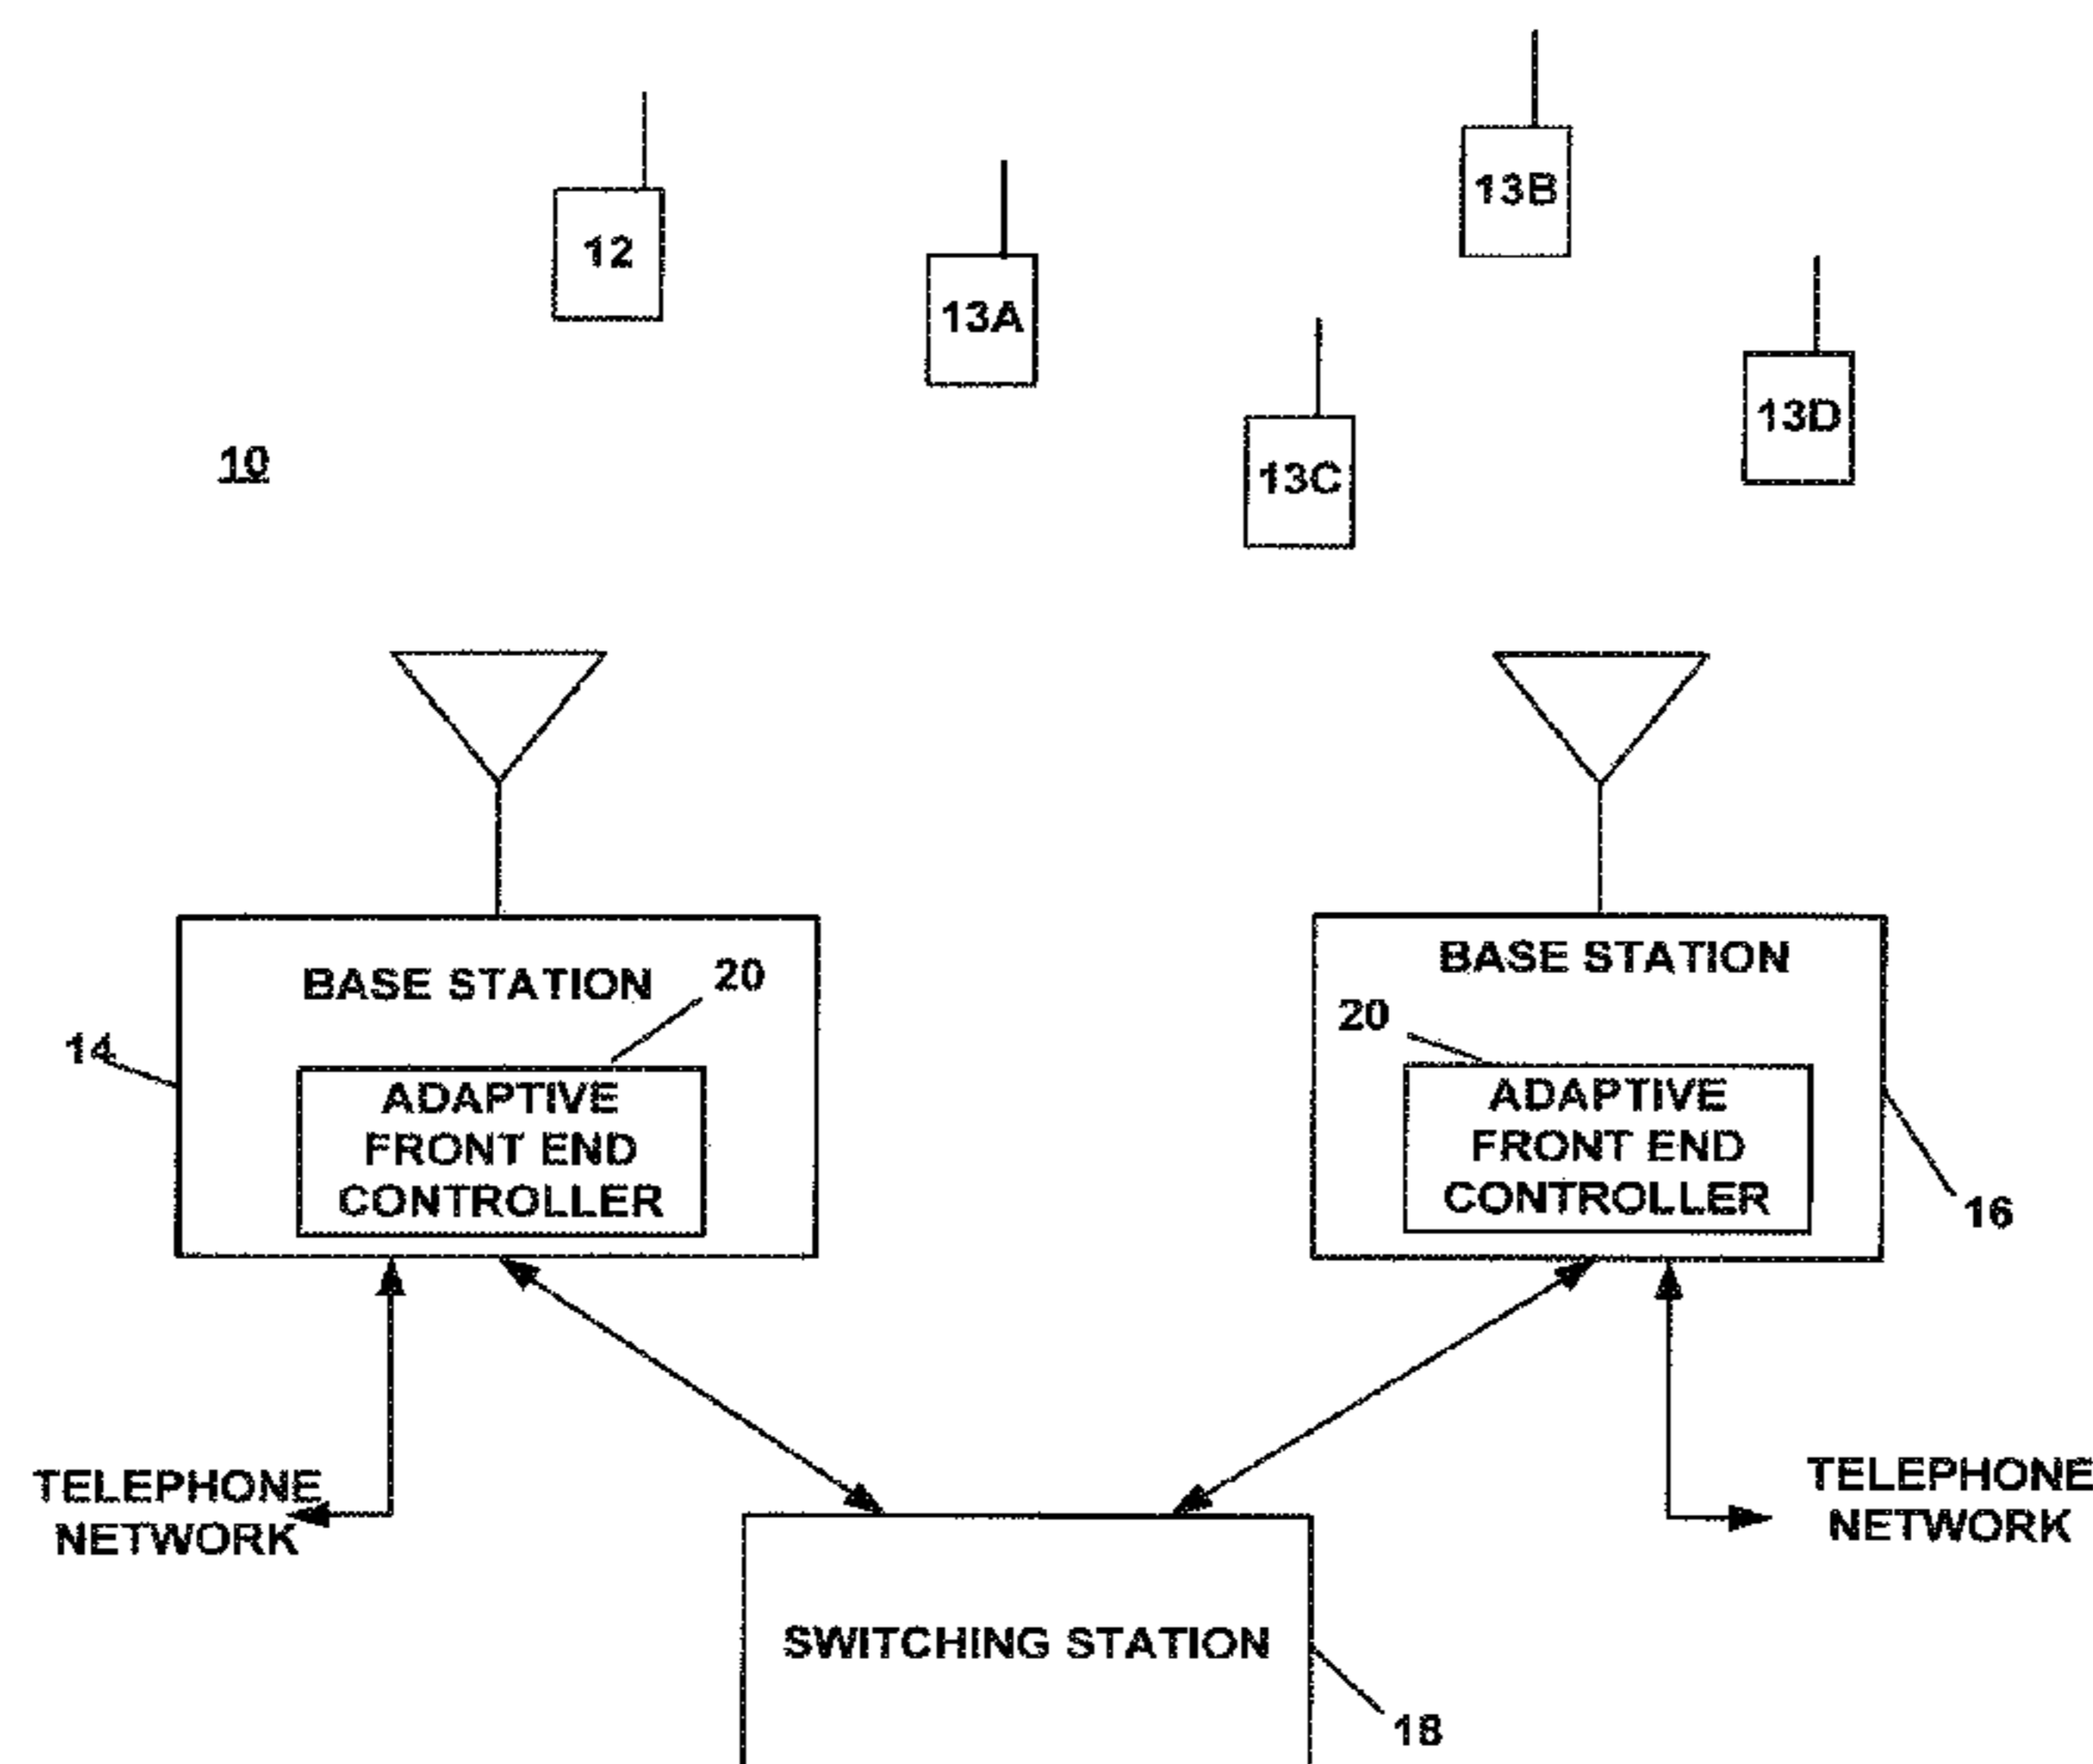 13B
12
13A
13D
10
13C
BASE STATION
BASE STATION
20
20
14
ADAPTIVE
FRONT END
CONTROLLER
ADAPTIVE
FRONT END
CONTROLLER
16
TELEPHONE
NETWORK
TELEPHONE
NETWORK
SWITCHING STATION
18